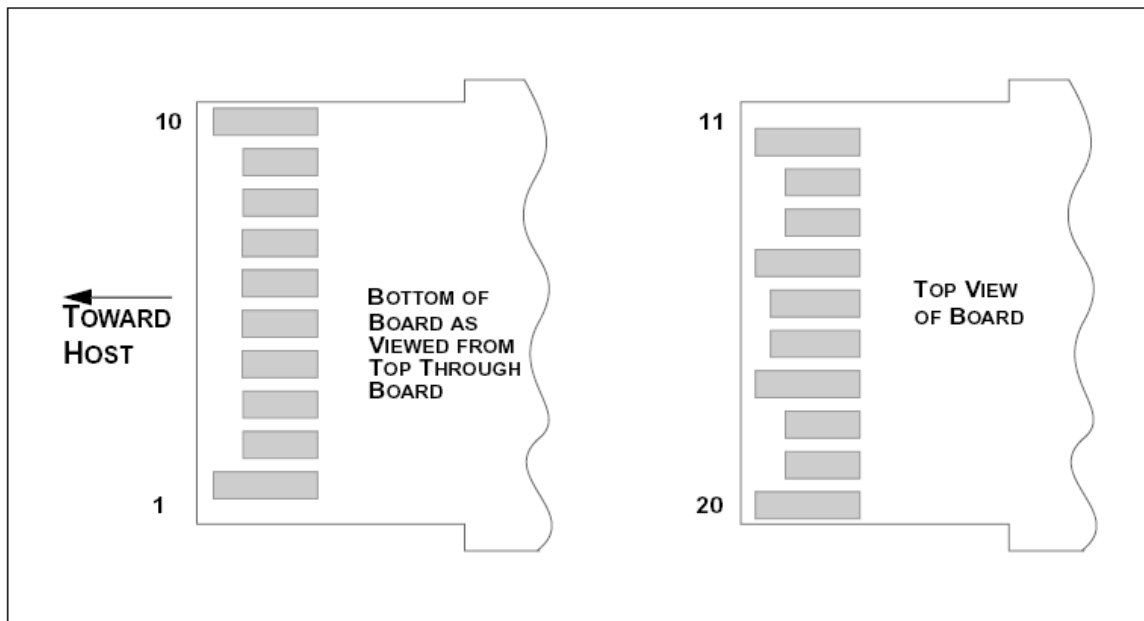 10
1
TOWARD
HOST
BOTTOM OF
BOARD AS
VIEWED FROM
TOP THROUGH
BOARD
11
20
TOP VIEW
OF BOARD